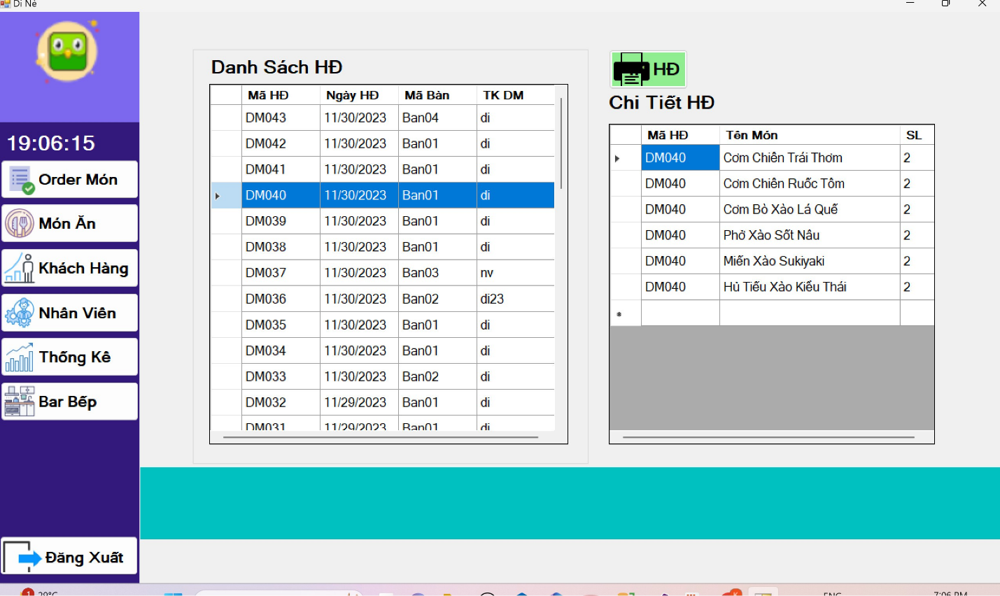 Di Nè
19:06:15
Order Món
Món Ăn
Khách Hàng
Nhân Viên
Thống Kê
Bar Bếp
Đăng Xuất
Danh Sách HĐ
Mã HĐ Ngày HĐ Mã Bàn TK DM
DM043 11/30/2023 Ban04 di
DM042 11/30/2023 Ban01 di
DM041 11/30/2023 Ban01 di
DM040 11/30/2023 Ban01 di
DM039 11/30/2023 Ban01 di
DM038 11/30/2023 Ban01 di
DM037 11/30/2023 Ban03 nv
DM036 11/30/2023 Ban02 di23
DM035 11/30/2023 Ban01 di
DM034 11/30/2023 Ban01 di
DM033 11/30/2023 Ban02 di
DM032 11/29/2023 Ban01 di
DM031 11/29/2023 Ban01 di
HĐ
Chi Tiết HĐ
Mã HĐ Tên Món SL
DM040 Cơm Chiên Trái Thơm 2
DM040 Cơm Chiên Ruốc Tôm 2
DM040 Cơm Bò Xào Lá Quế 2
DM040 Phở Xào Sốt Nâu 2
DM040 Miến Xào Sukiyaki 2
DM040 Hủ Tiếu Xào Kiểu Thái 2
1 29°C ENG 7:06 PM